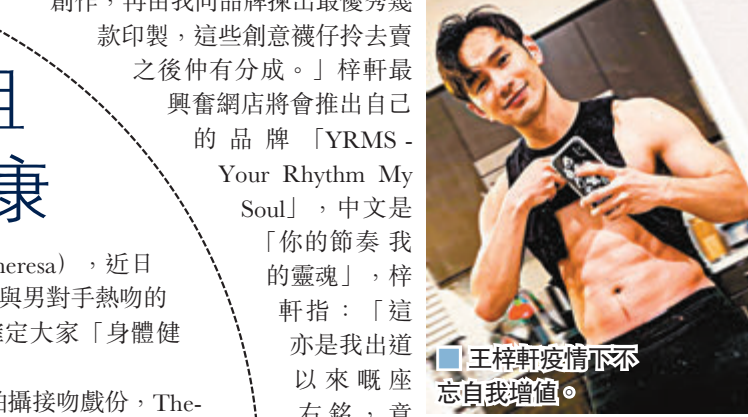 創作，再由我同品牌揀出最優秀幾
款印製，這些創意襪仔拎去賣
之後仲有分成。」梓軒最
興奮網店將會推出自己
的品牌「YRMS -
Your Rhythm My
Soul」，中文是
「你的節奏 我
的靈魂」，梓
軒指：「這
亦是我出道
以來嘅座
右銘，意
康
heresa），近日
與男對手熱吻的
定大家「身體健
拍攝接吻戲份，The-
王梓軒疫情下不
忘自我增值。